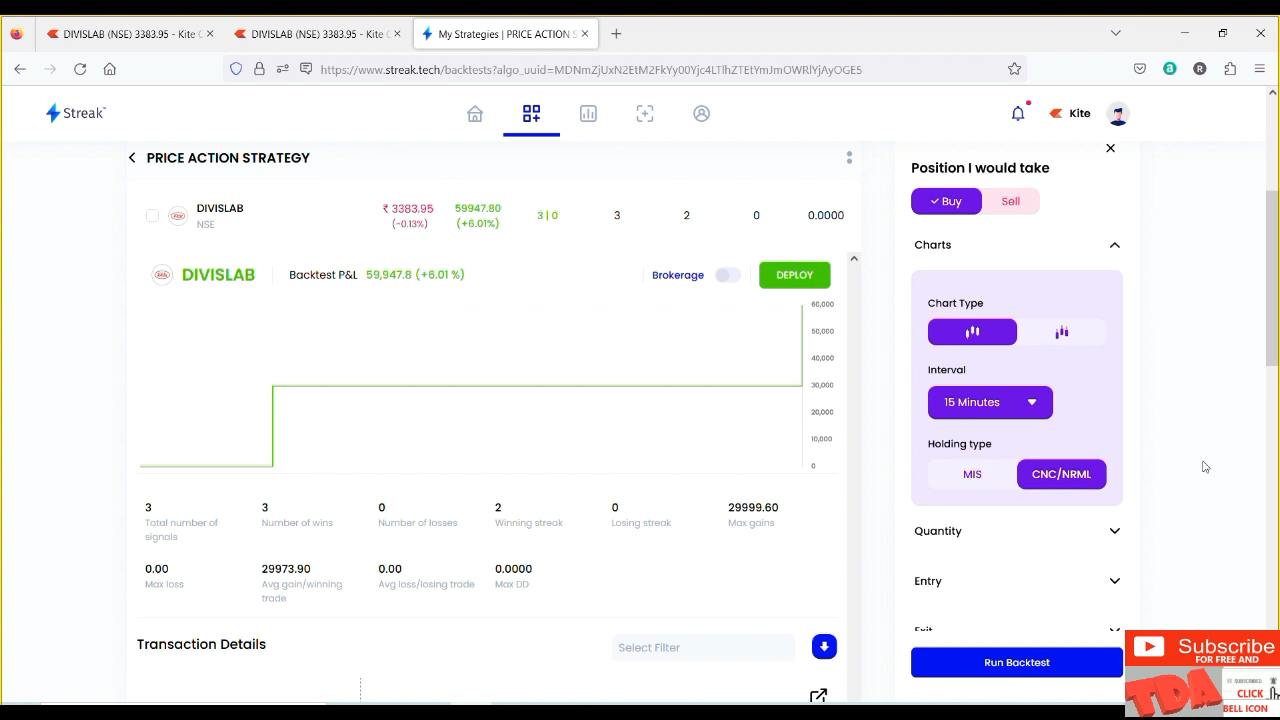 DIVISLAB (NSE) 3383.95 - Kite C
DIVISLAB (NSE) 3383.95 - Kite C
My Strategies | PRICE ACTION S
https://www.streak.tech/backtests?algo_uuid=MDNmZjUxN2EtM2FkYy00Yjc4LTlhZTEtYmJmOWRlYjAyOGE5
Streak
Kite
PRICE ACTION STRATEGY
DIVISLAB
NSE
₹ 3383.95
(-0.13%)
59947.80
(+6.01%)
3 | 0
3
2
0
0.0000
DIVISLAB
Backtest P&L 59,947.8 (+6.01 %)
Brokerage
DEPLOY
60,000
50,000
40,000
30,000
20,000
10,000
0
3
Total number of
signals
3
Number of wins
0
Number of losses
2
Winning streak
0
Losing streak
29999.60
Max gains
0.00
Max loss
29973.90
Avg gain/winning
trade
0.00
Avg loss/losing trade
0.0000
Max DD
Transaction Details
Select Filter
Position I would take
Buy
Sell
Charts
Chart Type
Interval
15 Minutes
Holding type
MIS
CNC/NRML
Quantity
Entry
Exit
Run Backtest
Subscribe
FOR FREE AND
TDA
SUBSCRIBED
CLICK
BELL ICON